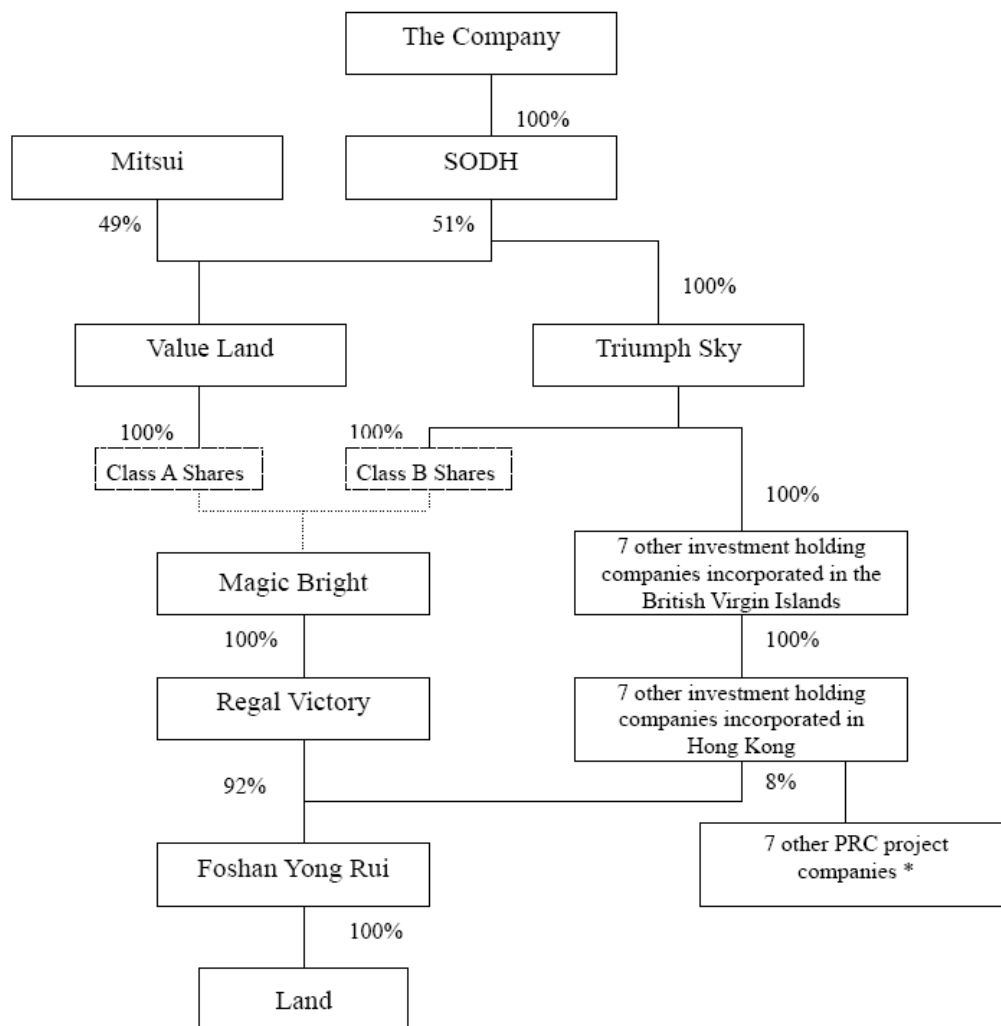 The Company
100%
Mitsui
SODH
49%
51%
100%
Value Land
Triumph Sky
100%
100%
Class A Shares
Class B Shares
100%
7 other investment holding
companies incorporated in the
British Virgin Islands
Magic Bright
100%
100%
Regal Victory
7 other investment holding
companies incorporated in
Hong Kong
92%
8%
7 other PRC project
companies *
Foshan Yong Rui
100%
Land